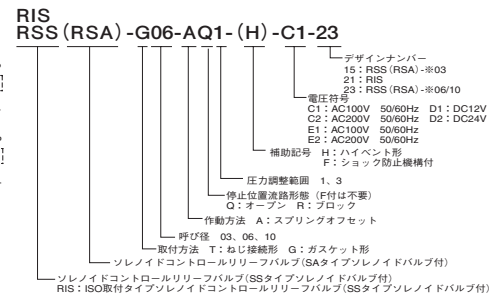 RIS
RSS(RSA)-G06-AQ1-(H)-C1-23
デザインナンバー
15：RSS(RSA)-※03
21：RIS
23：RSS(RSA)-※06/10
電圧符号
C1：AC100V 50/60Hz D1：DC12V
C2：AC200V 50/60Hz D2：DC24V
E1：AC100V 50/60Hz
E2：AC200V 50/60Hz
補助記号 H：ハイベント形
F：ショック防止機構付
圧力調整範囲 1、3
停止位置流路形態（F付は不要）
Q：オープン R：ブロック
作動方法 A：スプリングオフセット
呼び径 03、06、10
取付方法 T：ねじ接続形 G：ガスケット形
ソレノイドコントロールリリーフバルブ(SAタイプソレノイドバルブ付)
ソレノイドコントロールリリーフバルブ(SSタイプソレノイドバルブ付)
RIS：ISO取付タイプソレノイドコントロールリリーフバルブ(SSタイプソレノイドバルブ付)